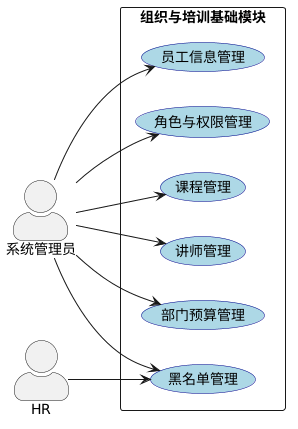 组织与培训基础模块
员工信息管理
角色与权限管理
课程管理
系统管理员
讲师管理
部门预算管理
黑名单管理
HR